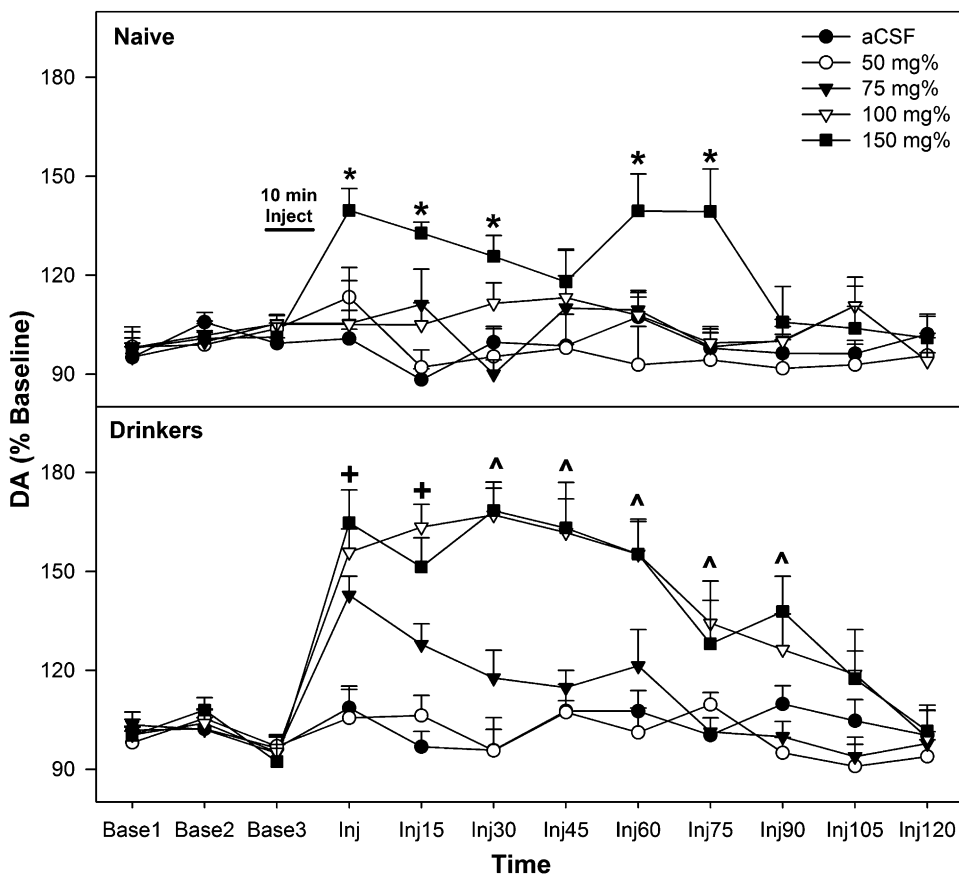 Naive
aCSF
50 mg%
75 mg%
100 mg%
150 mg%
180
150
120
90
* * * * *
10 min
Inject
DA (% Baseline)
Drinkers
180
150
120
90
+ + ^ ^ ^ ^ ^
Base1 Base2 Base3 Inj Inj15 Inj30 Inj45 Inj60 Inj75 Inj90 Inj105 Inj120
Time